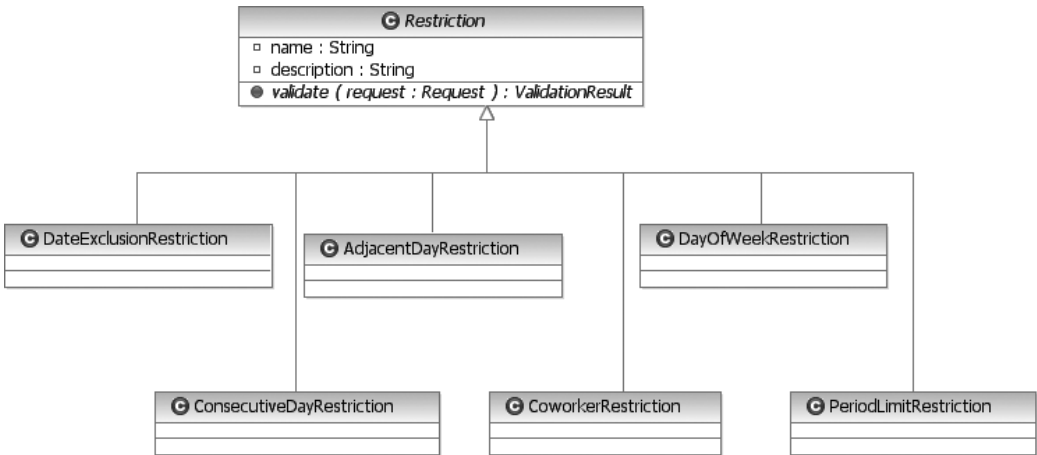 C Restriction
name : String
description : String
validate ( request : Request ) : ValidationResult
C DateExclusionRestriction
C AdjacentDayRestriction
C DayOfWeekRestriction
C ConsecutiveDayRestriction
C CoworkerRestriction
C PeriodLimitRestriction